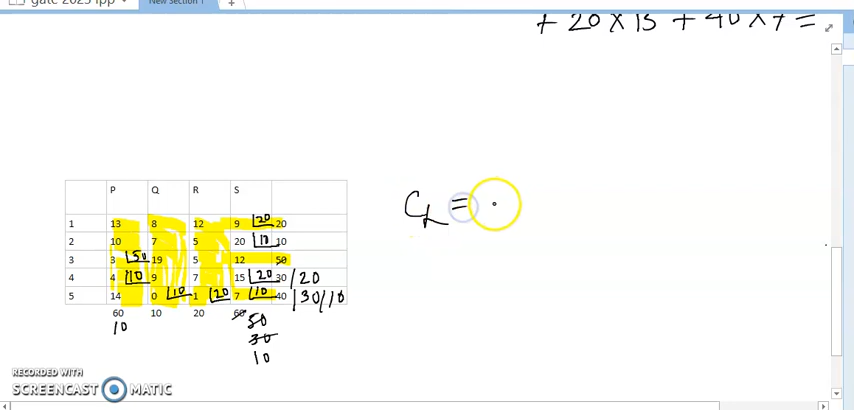 gate 2023 ipp New Section 1 +
+ 20 X 15 + 40 X 7 =
P Q R S
1 13 8 12 9 20 20
2 10 7 5 20 10 10
3 3 50 19 5 12 50
4 4 10 9 7 15 20 30 20
5 14 0 10 1 20 7 10 40 30/10
60 10 20 60 50
10 30
10
CL =
RECORDED WITH
SCREENCAST MATIC